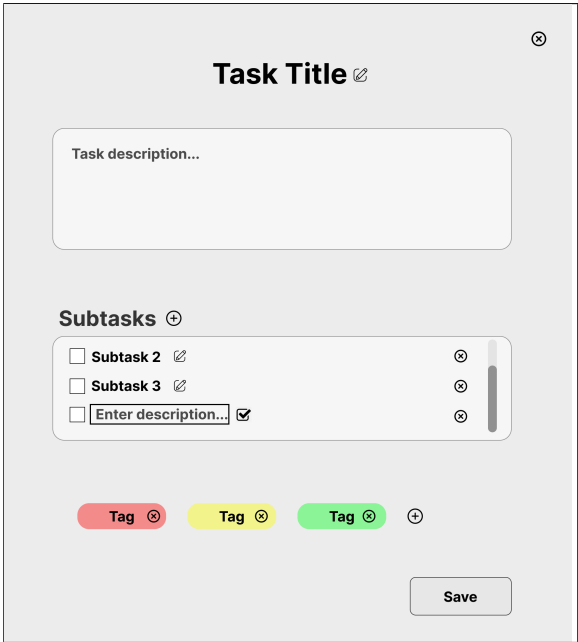 Task Title
Task description...
Subtasks
Subtask 2
Subtask 3
Enter description...
Tag Tag Tag
Save